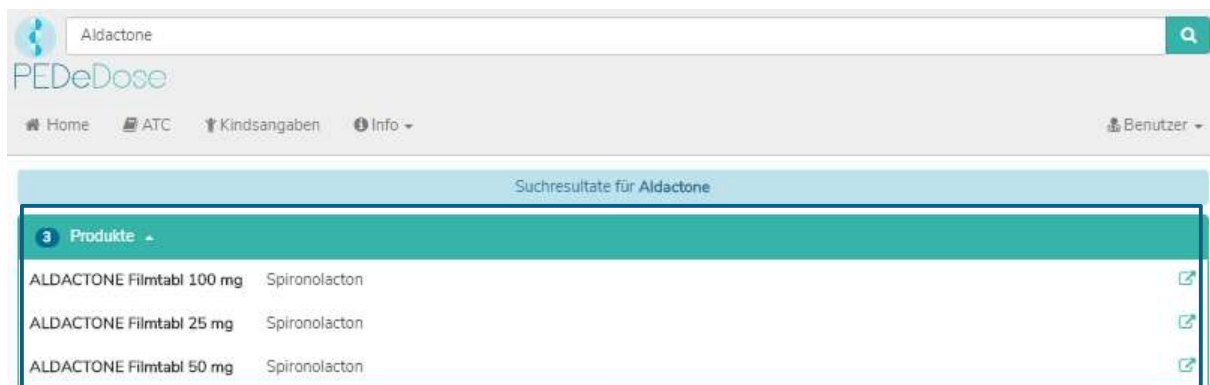 Aldactone
PEDeDose
Home ATC Kindsangaben Info Benutzer
Suchresultate für Aldactone
3 Produkte
ALDACTONE Filmtabl 100 mg Spironolacton
ALDACTONE Filmtabl 25 mg Spironolacton
ALDACTONE Filmtabl 50 mg Spironolacton